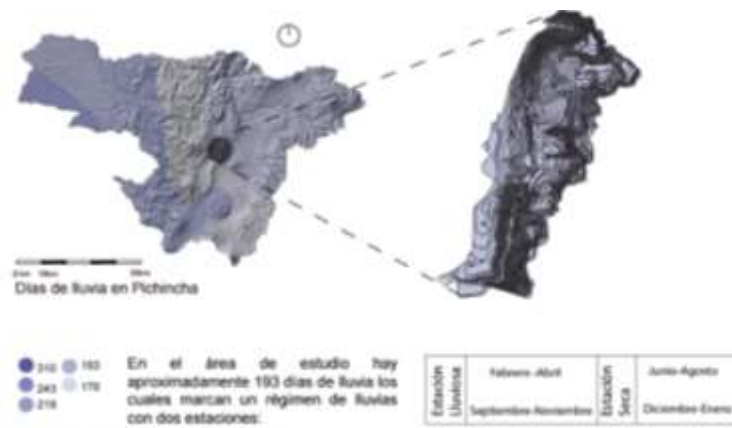 Días de lluvia en Pichincha
310 193
243 178
218
En el área de estudio hay
aproximadamente 193 días de lluvia los
cuales marcan un régimen de lluvias
con dos estaciones:
Estación
Lluviosa
Febrero-Abril
Septiembre-Noviembre
Estación
Seca
Junio-Agosto
Diciembre-Enero